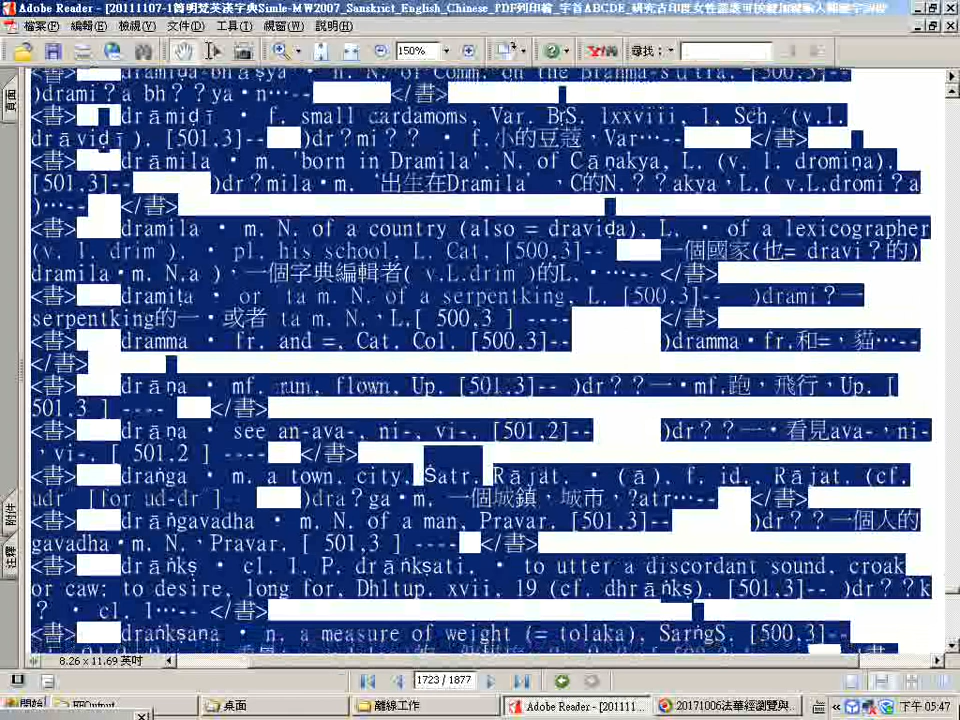 Adobe Reader - [20111107-1簡明梵英漢字典Simle-MW2007_Sanskrict_English_Chinese_PDF列印檔_字首ABCDE_研究古印度女性
檔案(F) 編輯(E) 檢視(V) 文件(D) 工具(T) 視窗(W) 說明(H)
150% 尋找：
頁面
)drami?a bh??ya·n···-- </書>
<書> drāmiḍī · f. small cardamoms, Var. BṛS. lxxviii, 1, Sch. (v.l.
drāviḍī). [501,3]-- )dr?mi?? · f.小的豆蔻，Var···-- </書>
<書> drāmila · m. 'born in Dramila', N. of Cāṇakya, L. (v. l. dromiṇa).
[501,3]-- )dr?mila·m. '出生在Dramila' , C的N.??akya，L.( v.L.dromi?a
)···-- </書>
<書> dramila · m. N. of a country (also = draviḍa), L. · of a lexicographer
(v. l. drim˚). · pl. his school, L. Cat. [500,3]-- 一個國家(也= dravi?的)
dramila·m. N.a )，一個字典編輯者( v.L.drim˚)的L.····-- </書>
<書> dramiṭa · or ṭa m. N. of a serpentking, L. [500,3]-- )drami?一
serpentking的一·或者 ta m. N.，L.[ 500,3 ] ---- </書>
<書> dramma · fr. and =, Cat. Col. [500,3]-- )dramma·fr.和=，貓···--
</書>
<書> drāṇa · mf. run, flown, Up. [501,3]-- )dr??一·mf.跑，飛行，Up. [
501,3 ] ---- </書>
<書> drāṇa · see an-ava-, ni-, vi-. [501,2]-- )dr??一·看見ava-, ni-
, vi-. [ 501.2 ] ---- </書>
<書> draṅga · m. a town, city, Śatr. Rājat. · (ā), f. id., Rājat. (cf.
udr˚ [for ud-dr˚] -- )dra?ga·m. 一個城鎮，城市，?atr···-- </書>
<書> drāṅgavadha · m. N. of a man, Pravar. [501,3]-- )dr??一個人的
gavadha·m. N.，Pravar. [ 501,3 ] ---- </書>
<書> drāṅkṣ · cl. 1. P. drāṅkṣati. · to utter a discordant sound, croak
or caw: to desire, long for, Dhltup. xvii, 19 (cf. dhrāṅkṣ). [501,3]-- )dr??k
? · cl. 1···-- </書>
<書> draṅkṣaṇa · n. a measure of weight (= tolaka), SarṅgS. [500,3]--
附件
注釋
8.26 x 11.69 英吋
1723 / 1877
開始 桌面 離線工作 Adobe Reader - [201111... 20171006法華經瀏覽與... 下午 05:47